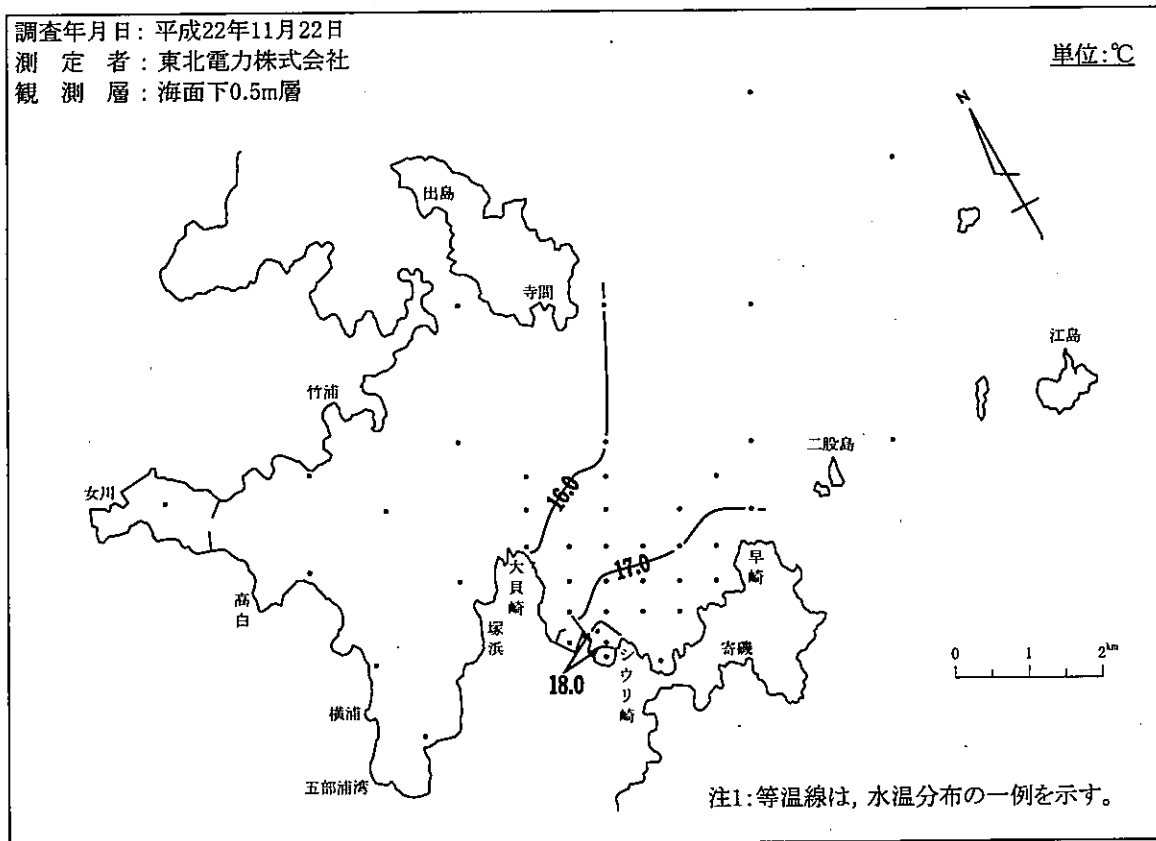 調査年月日：平成22年11月22日
測定者：東北電力株式会社
観測層：海面下0.5m層
単位：℃
N
出島
寺間
江島
竹浦
二股島
女川
16.0
17.0
早崎
大貝崎
高白
塚浜
寄磯
シウリ崎
18.0
0 1 2km
横浦
五部浦湾
注1：等温線は，水温分布の一例を示す。